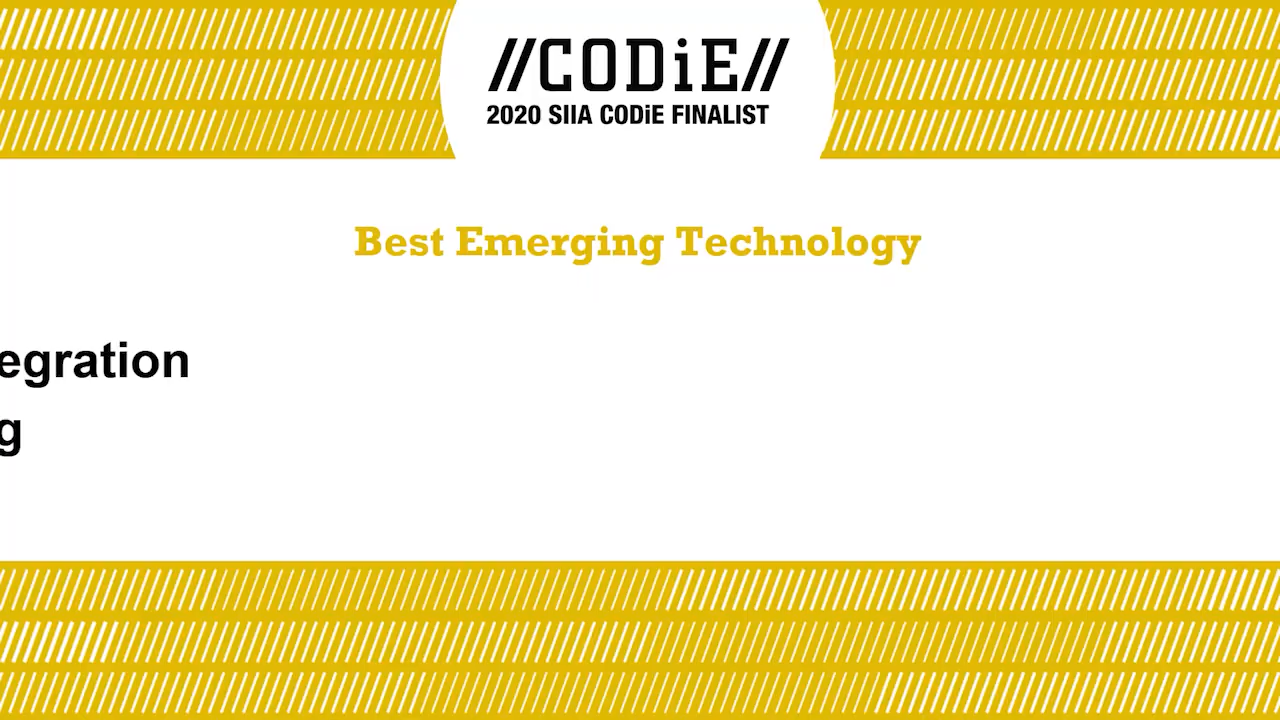 //CODiE//
2020 SIIA CODiE FINALIST
Best Emerging Technology
egration
g